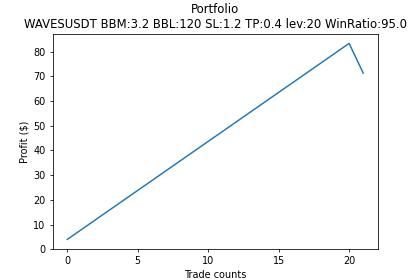 Portfolio
WAVESUSDT BBM:3.2 BBL:120 SL:1.2 TP:0.4 lev:20 WinRatio:95.0
80
70
60
50
40
30
20
10
0
Profit ($)
0 5 10 15 20
Trade counts